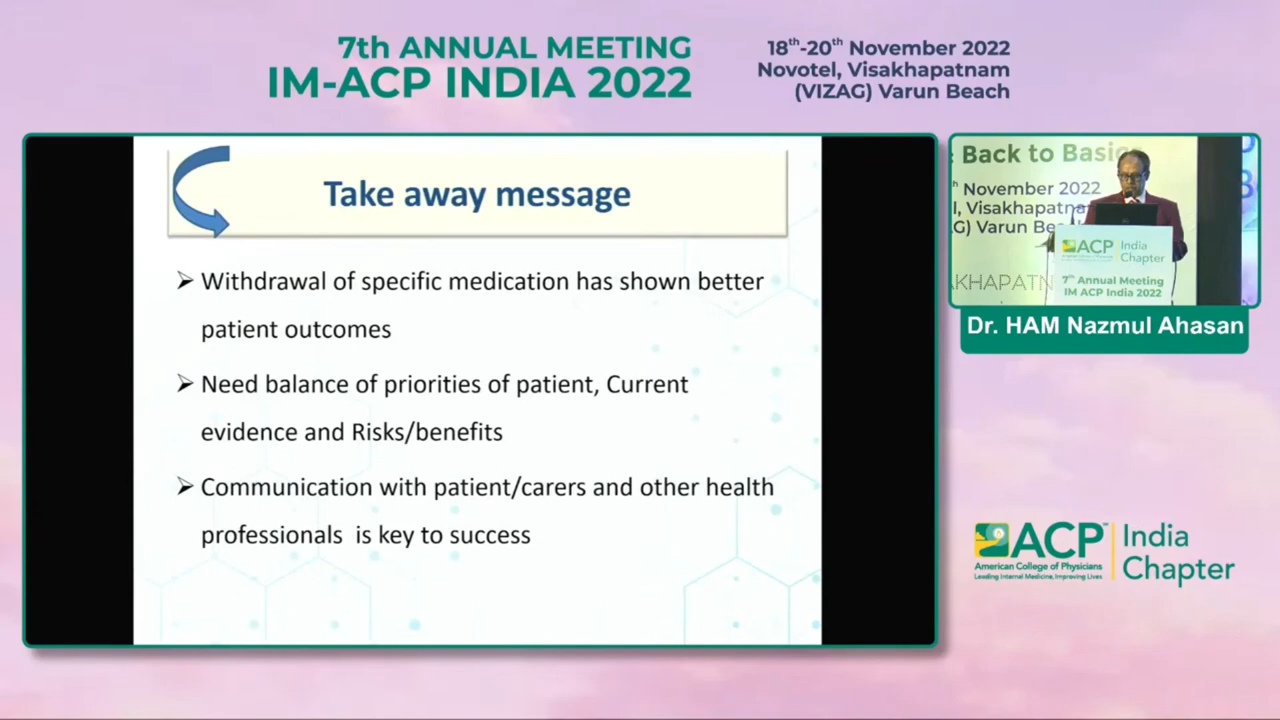 7th ANNUAL MEETING
IM-ACP INDIA 2022
18th-20th November 2022
Novotel, Visakhapatnam
(VIZAG) Varun Beach
Take away message
➢ Withdrawal of specific medication has shown better
patient outcomes
➢ Need balance of priorities of patient, Current
evidence and Risks/benefits
➢ Communication with patient/carers and other health
professionals is key to success
Back to Basics
November 2022
Visakhapatna
G) Varun Be
AKHAPATN
ACP
India
Chapter
7th Annual Meeting
IM ACP India 2022
Dr. HAM Nazmul Ahasan
ACP™
American College of Physicians
Leading Internal Medicine, Improving Lives
India
Chapter